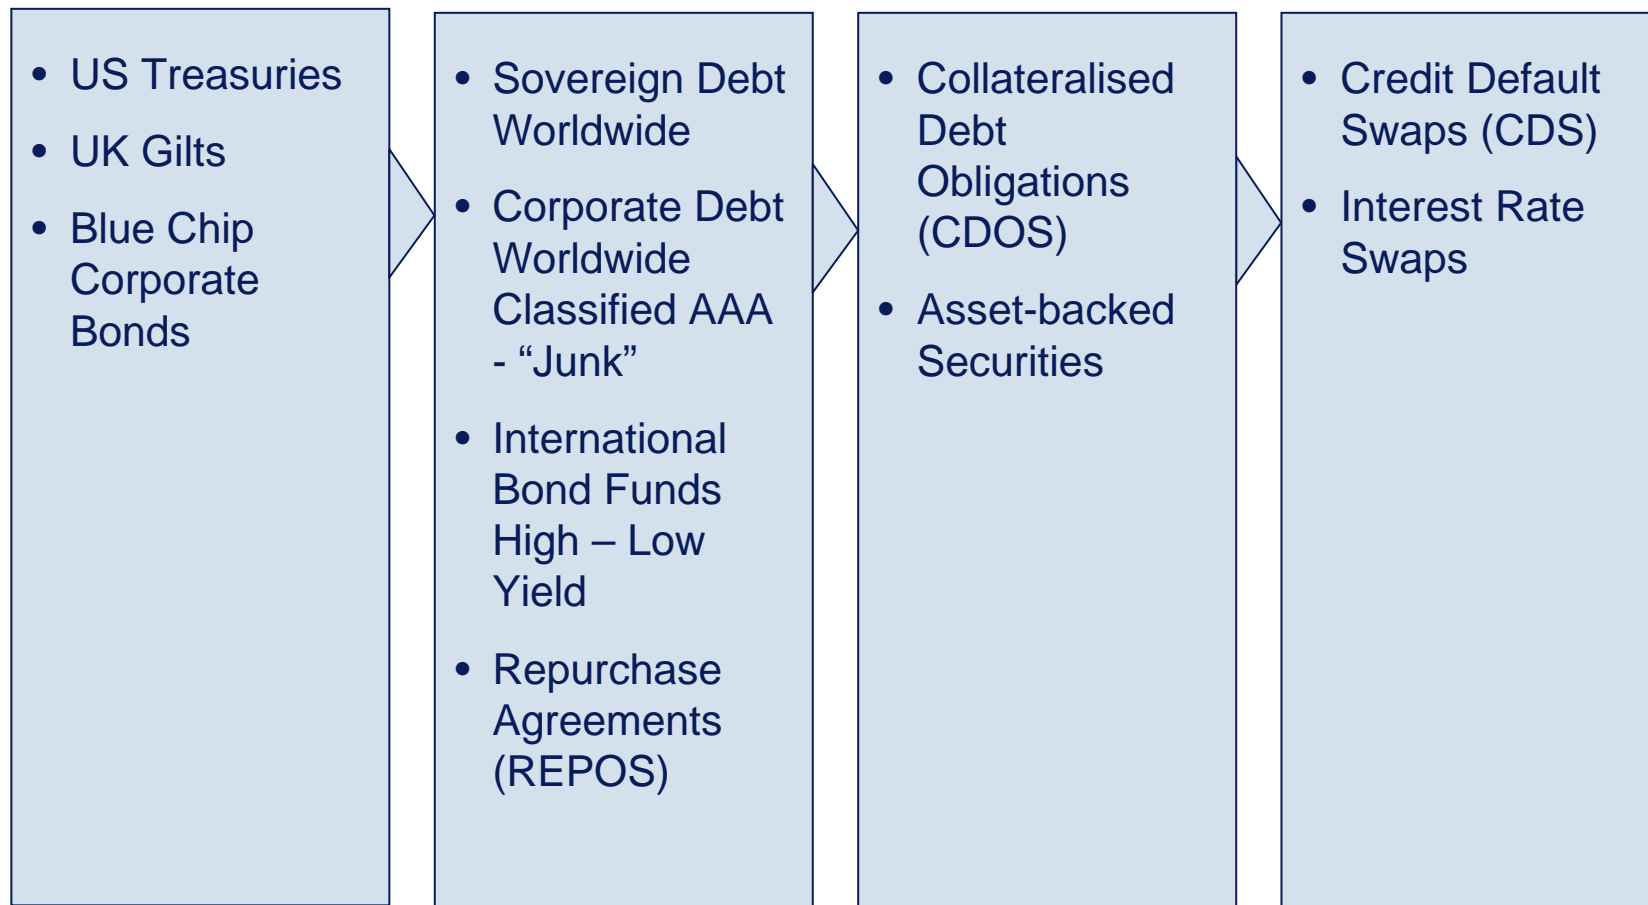 • US Treasuries
• UK Gilts
• Blue Chip
Corporate
Bonds
• Sovereign Debt
Worldwide
• Corporate Debt
Worldwide
Classified AAA
- “Junk”
• International
Bond Funds
High – Low
Yield
• Repurchase
Agreements
(REPOS)
• Collateralised
Debt
Obligations
(CDOS)
• Asset-backed
Securities
• Credit Default
Swaps (CDS)
• Interest Rate
Swaps